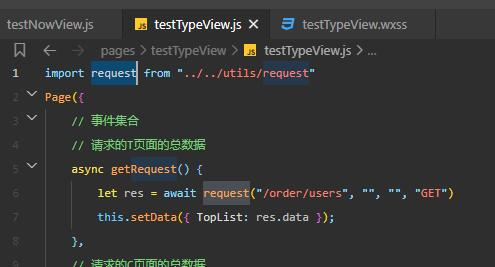 testNowView.js testTypeView.js testTypeView.wxss
pages > testTypeView > testTypeView.js > ...
1 import request from "../../utils/request"
2 Page({
3 // 事件集合
4 // 请求的T页面的总数据
5 async getRequest() {
6 let res = await request("/order/users", "", "", "GET")
7 this.setData({ TopList: res.data });
8 },
9 // 请求的C页面的总数据